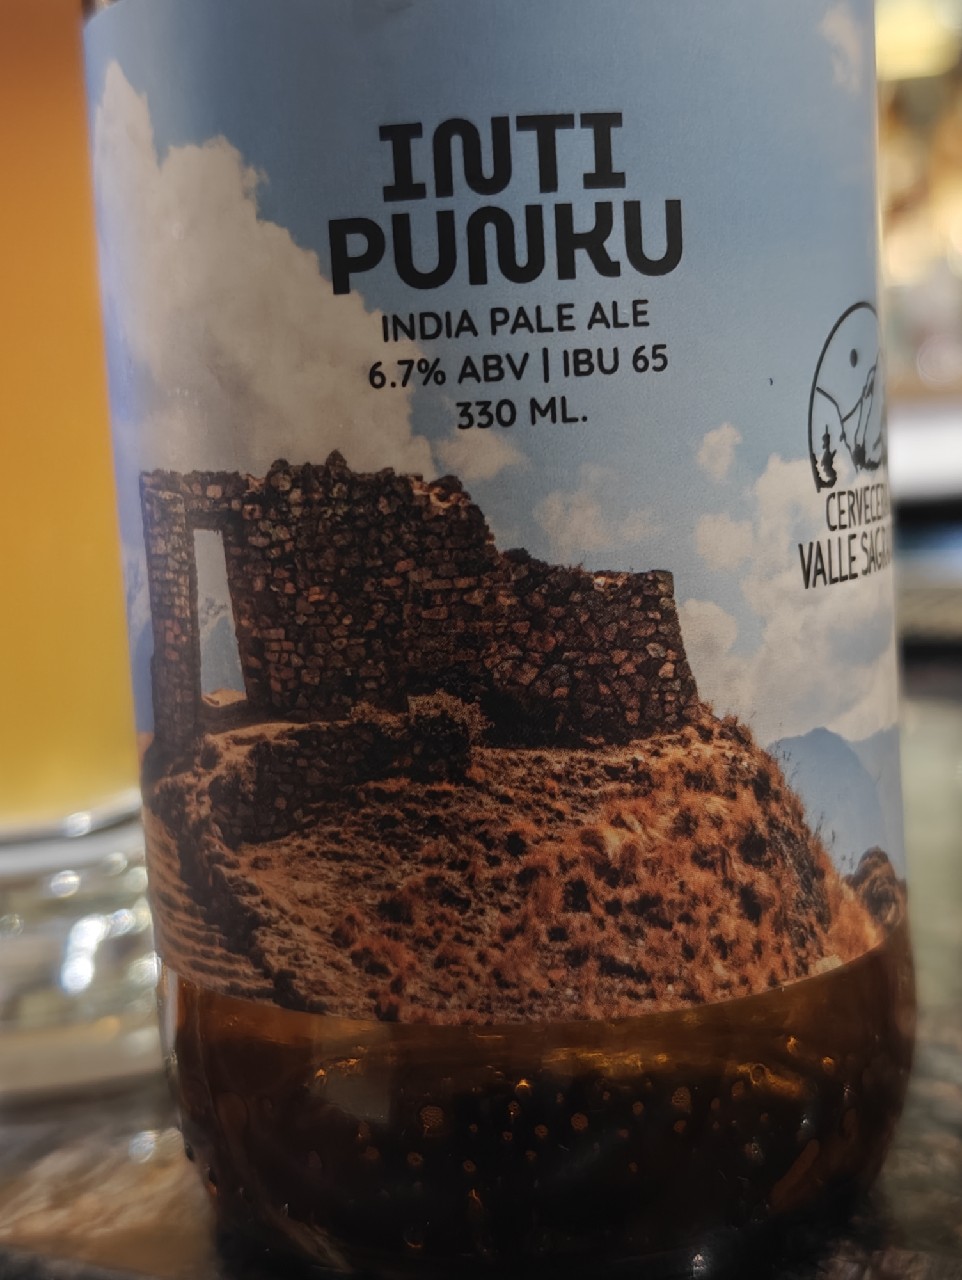 INTI
PUNKU
INDIA PALE ALE
6.7% ABV | IBU 65
330 ML.
VALLE